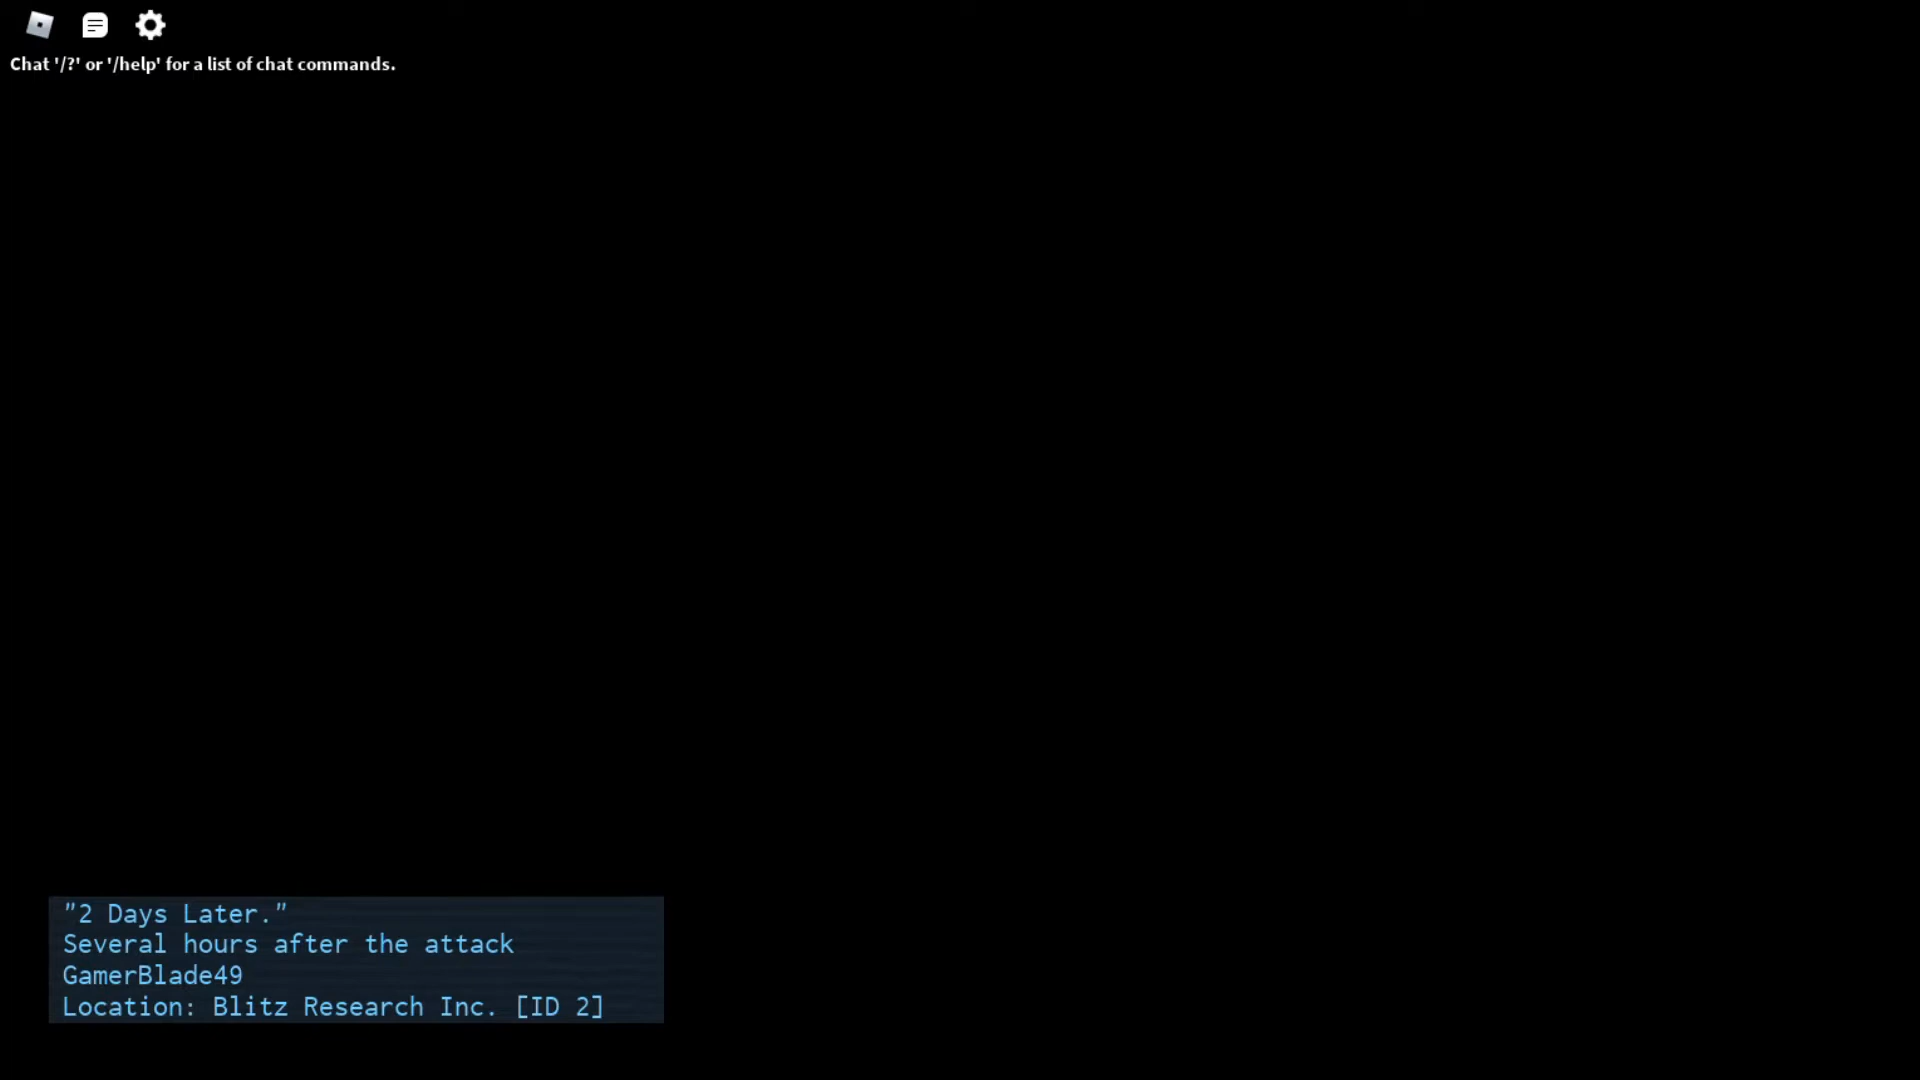 Chat '/?' or '/help' for a list of chat commands.
"2 Days Later."
Several hours after the attack
GamerBlade49
Location: Blitz Research Inc. [ID 2]